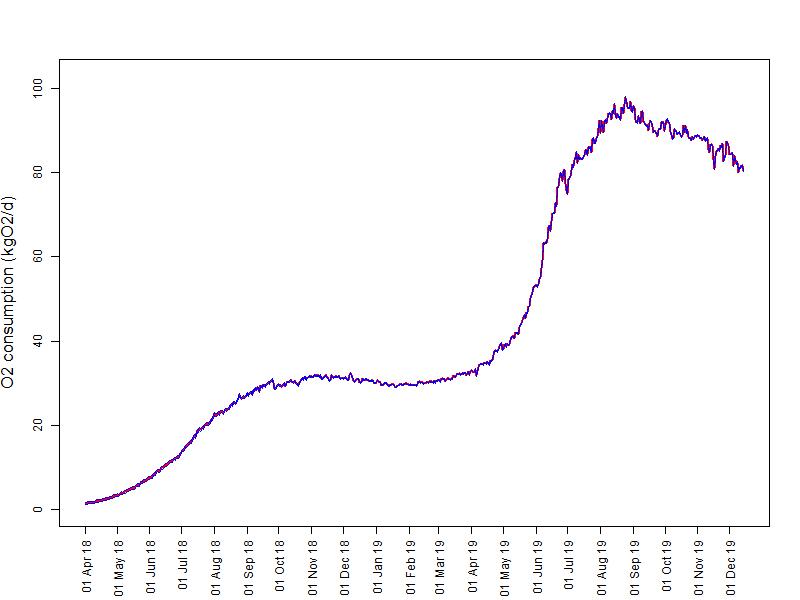 O2 consumption (kgO2/d)
100
80
60
40
20
0
01 Apr 18
01 May 18
01 Jun 18
01 Jul 18
01 Aug 18
01 Sep 18
01 Oct 18
01 Nov 18
01 Dec 18
01 Jan 19
01 Feb 19
01 Mar 19
01 Apr 19
01 May 19
01 Jun 19
01 Jul 19
01 Aug 19
01 Sep 19
01 Oct 19
01 Nov 19
01 Dec 19